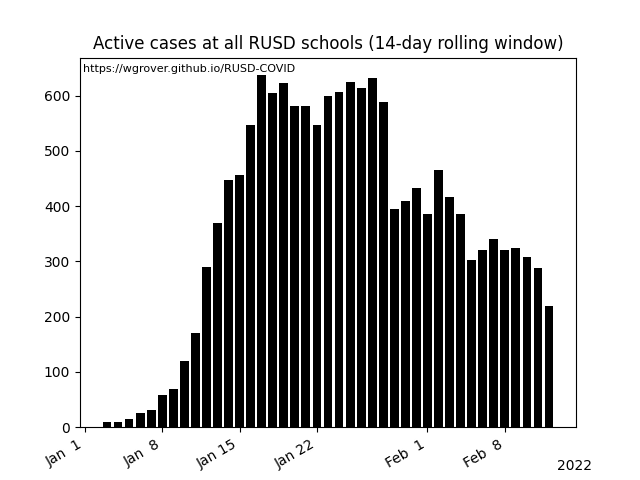 Active cases at all RUSD schools (14-day rolling window)
https://wgrover.github.io/RUSD-COVID
600
500
400
300
200
100
0
Jan 1
Jan 8
Jan 15
Jan 22
Feb 1
Feb 8
2022